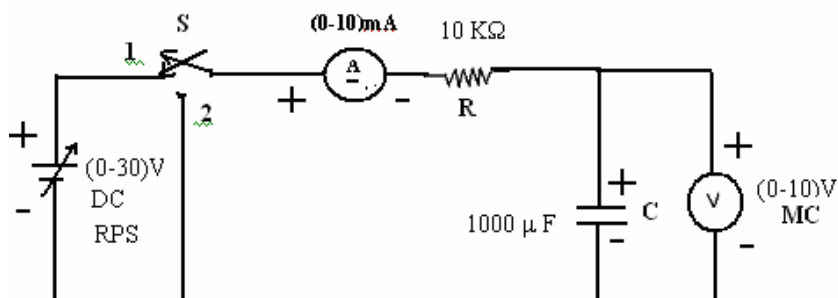 S
(0-10)mA
10 KΩ
1
A
+
-
R
2
+
(0-30)V
-
DC
RPS
+
1000 μ F
C
-
+
V
(0-10)V
MC
-